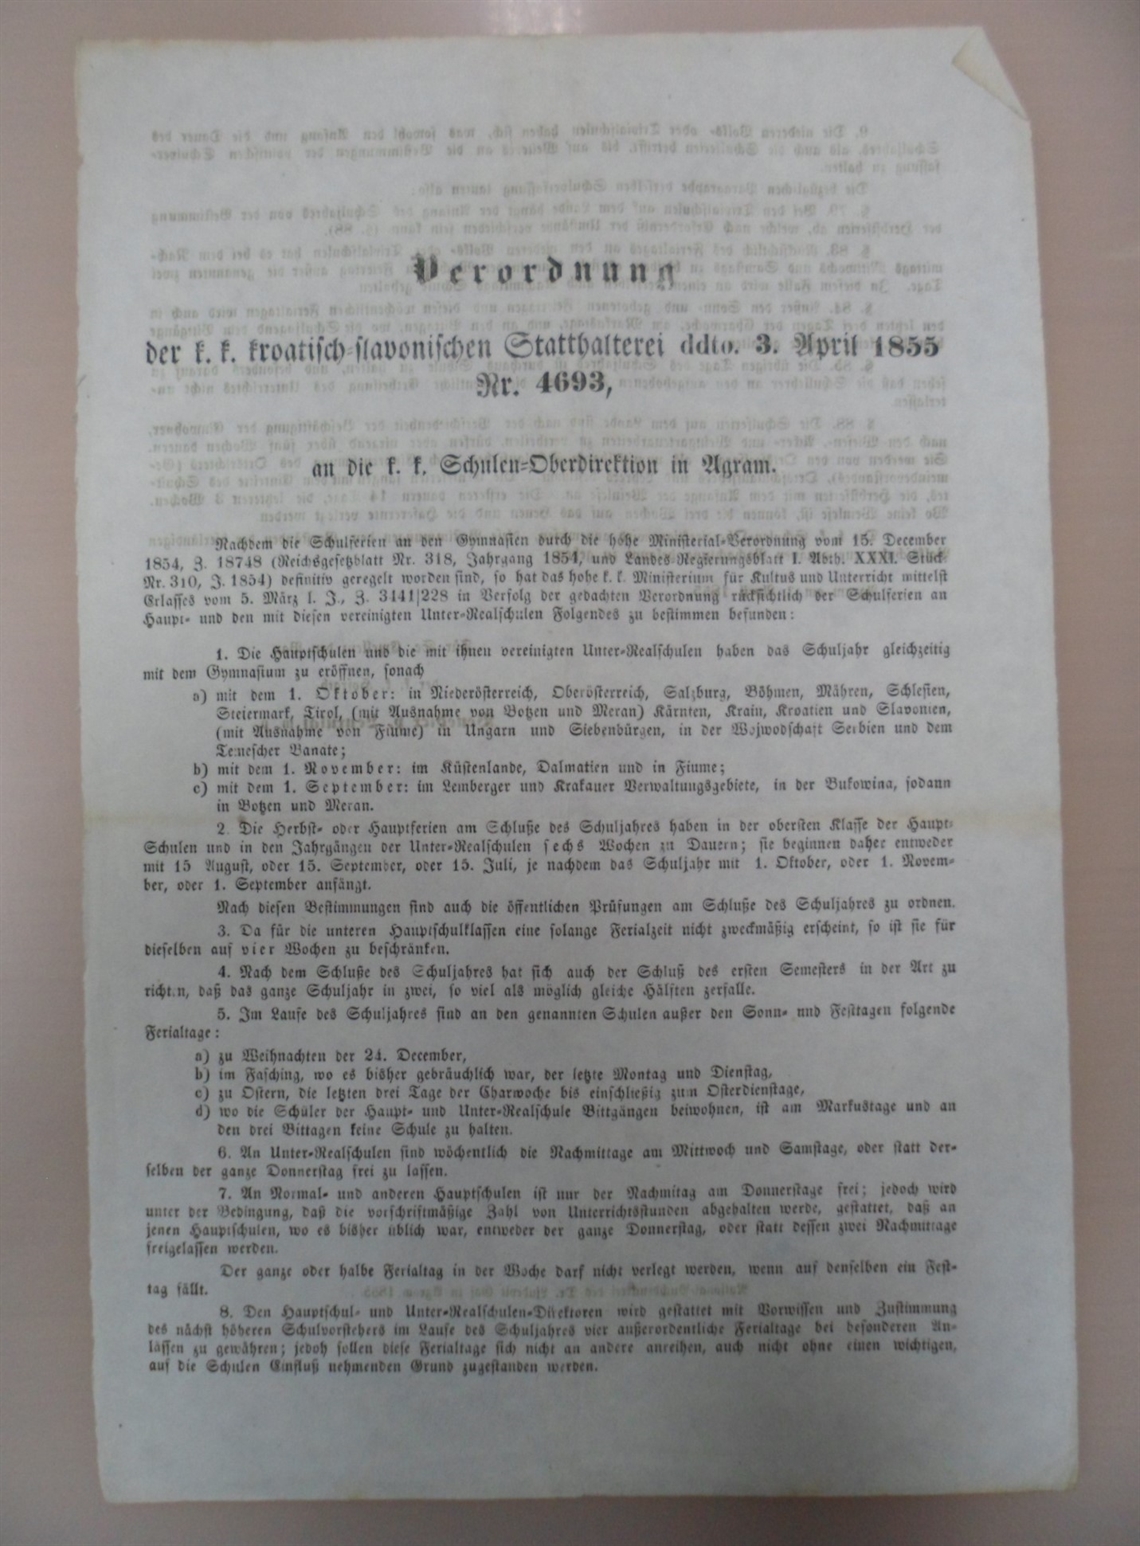 Verordnung
der k. k. kroatisch-slavonischen Statthalterei ddto. 3. April 1855
Nr. 4693,
an die k. k. Schulen-Oberdirektion in Agram.
Nachdem die Schulferien an den Gymnasien durch die hohe Ministerial-Verordnung vom 15. December
1854, Z. 18748 (Reichsgesetzblatt Nr. 318, Jahrgang 1854, und Landes-Regierungsblatt I. Abth. XXXI. Stück
Nr. 310, J. 1854) definitiv geregelt worden sind, so hat das hohe k. k. Ministerium für Kultus und Unterricht mittelst
Erlasses vom 5. März l. J., Z. 3141|228 in Verfolg der gedachten Verordnung rücksichtlich der Schulferien an
Haupt- und den mit diesen vereinigten Unter-Realschulen Folgendes zu bestimmen befunden:
1. Die Hauptschulen und die mit ihnen vereinigten Unter-Realschulen haben das Schuljahr gleichzeitig
mit dem Gymnasium zu eröffnen, sonach
a) mit dem 1. Oktober: in Niederösterreich, Oberösterreich, Salzburg, Böhmen, Mähren, Schlesien,
Steiermark, Tirol, (mit Ausnahme von Botzen und Meran) Kärnten, Krain, Kroatien und Slavonien,
(mit Ausnahme von Fiume) in Ungarn und Siebenbürgen, in der Wojwodschaft Serbien und dem
Temescher Banate;
b) mit dem 1. November: im Küstenlande, Dalmatien und in Fiume;
c) mit dem 1. September: im Lemberger und Krakauer Verwaltungsgebiete, in der Bukowina, sodann
in Botzen und Meran.
2. Die Herbst- oder Hauptferien am Schluße des Schuljahres haben in der obersten Klasse der Haupt-
Schulen und in den Jahrgängen der Unter-Realschulen sechs Wochen zu Dauern; sie beginnen daher entweder
mit 15 August, oder 15. September, oder 15. Juli, je nachdem das Schuljahr mit 1. Oktober, oder 1. Novem-
ber, oder 1. September anfängt.
Nach diesen Bestimmungen sind auch die öffentlichen Prüfungen am Schluße des Schuljahres zu ordnen.
3. Da für die unteren Hauptschulklassen eine solange Ferialzeit nicht zweckmäßig erscheint, so ist sie für
dieselben auf vier Wochen zu beschränken.
4. Nach dem Schluße des Schuljahres hat sich auch der Schluß des ersten Semesters in der Art zu
richten, daß das ganze Schuljahr in zwei, so viel als möglich gleiche Hälften zerfalle.
5. Im Laufe des Schuljahres sind an den genannten Schulen außer den Sonn- und Festtagen folgende
Ferialtage:
a) zu Weihnachten der 24. December,
b) im Fasching, wo es bisher gebräuchlich war, der letzte Montag und Dienstag,
c) zu Ostern, die letzten drei Tage der Charwoche bis einschließig zum Osterdienstage,
d) wo die Schüler der Haupt- und Unter-Realschule Bittgängen beiwohnen, ist am Markustage und an
den drei Bittagen keine Schule zu halten.
6. An Unter-Realschulen sind wöchentlich die Nachmittage am Mittwoch und Samstage, oder statt der-
selben der ganze Donnerstag frei zu lassen.
7. An Normal- und anderen Hauptschulen ist nur der Nachmitag am Donnerstage frei; jedoch wird
unter der Bedingung, daß die vorschriftmäßige Zahl von Unterrichtsstunden abgehalten werde, gestattet, daß an
jenen Hauptschulen, wo es bisher üblich war, entweder der ganze Donnerstag, oder statt dessen zwei Nachmittage
freigelassen werden.
Der ganze oder halbe Ferialtag in der Woche darf nicht verlegt werden, wenn auf denselben ein Fest-
tag fällt.
8. Den Hauptschul- und Unter-Realschulen-Direktoren wird gestattet mit Vorwissen und Zustimmung
des nächst höheren Schulvorstehers im Laufe des Schuljahres vier außerordentliche Ferialtage bei besonderen An-
lässen zu gewähren; jedoh sollen diese Ferialtage sich nicht an andere anreihen, auch nicht ohne einen wichtigen,
auf die Schulen Einfluß nehmenden Grund zugestanden werden.